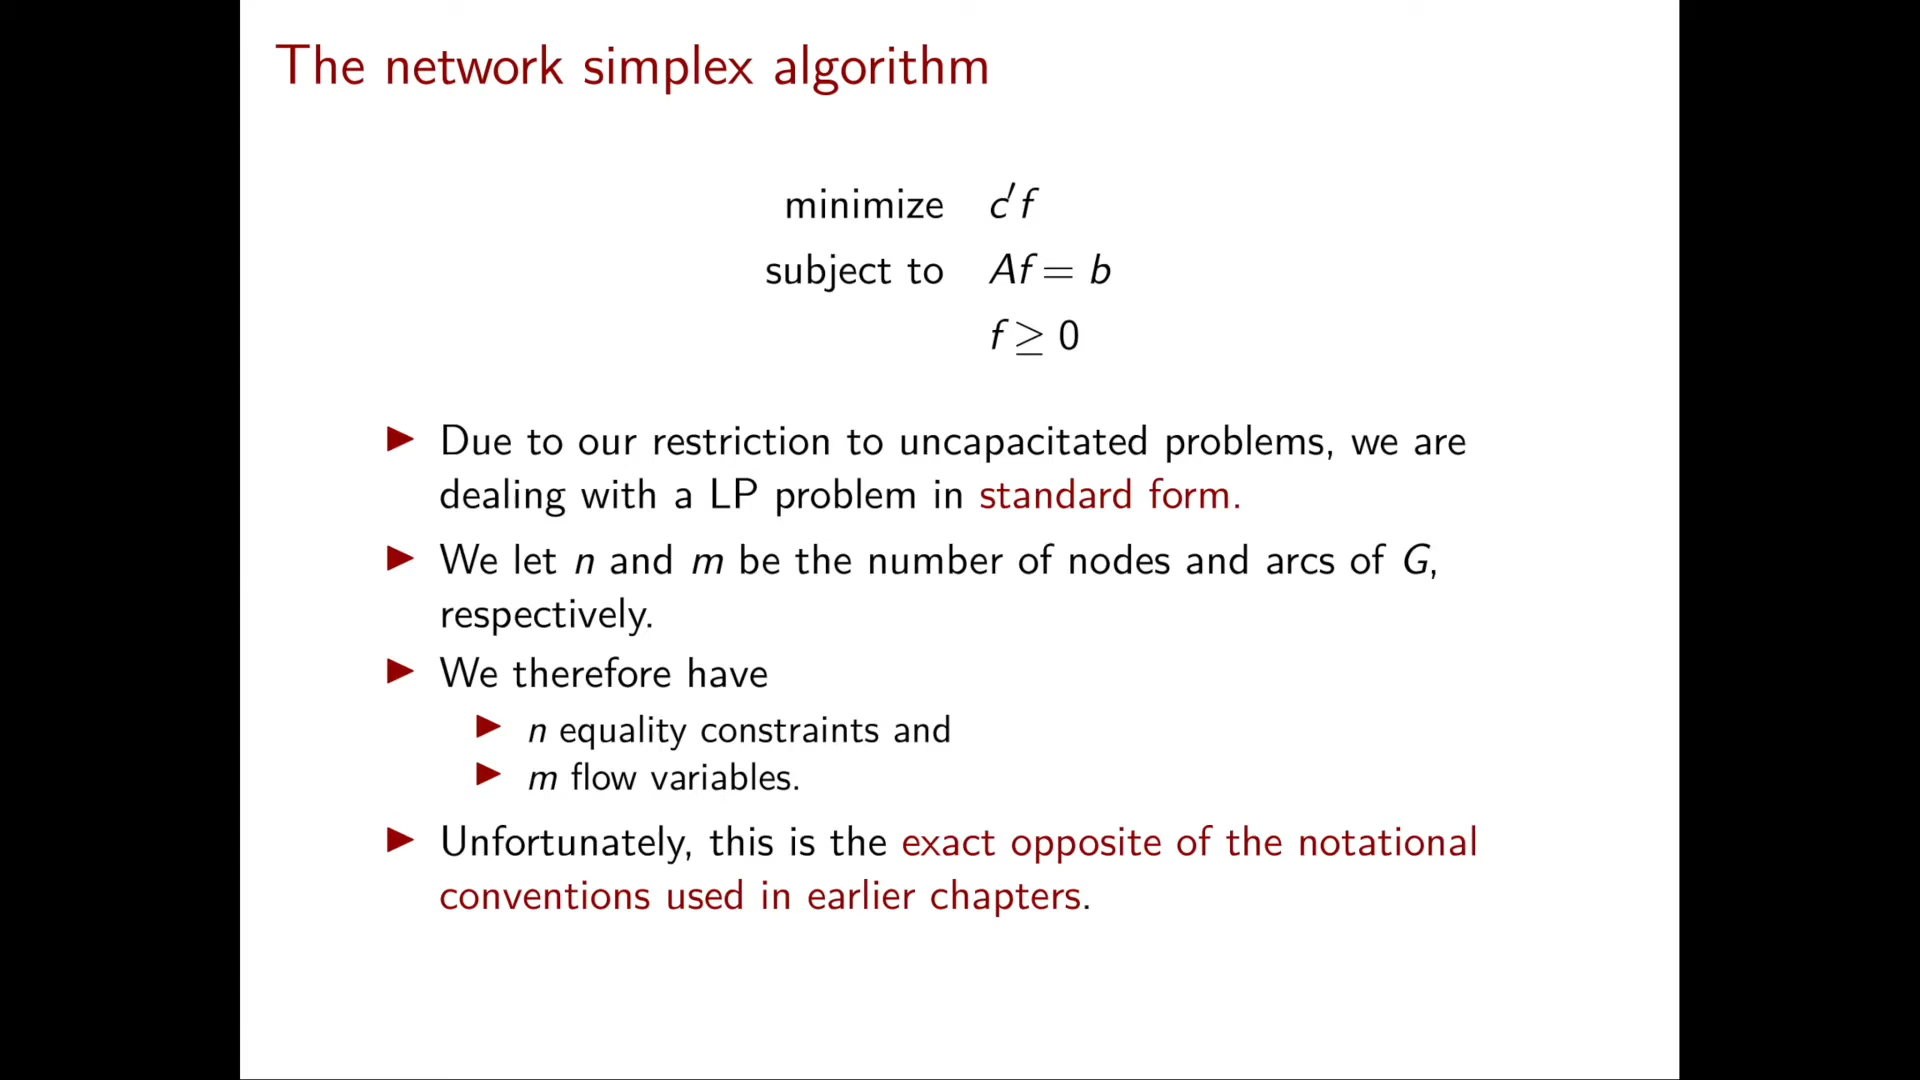 The network simplex algorithm
minimize c′f
subject to Af = b
f ≥ 0
▶ Due to our restriction to uncapacitated problems, we are
dealing with a LP problem in standard form.
▶ We let n and m be the number of nodes and arcs of G,
respectively.
▶ We therefore have
▶ n equality constraints and
▶ m flow variables.
▶ Unfortunately, this is the exact opposite of the notational
conventions used in earlier chapters.